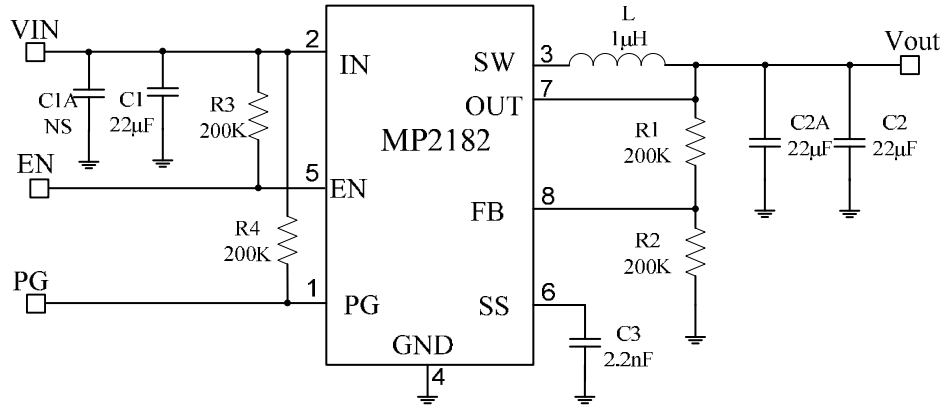 VIN
2
IN
C1A
NS
C1
22µF
R3
200K
EN
5
EN
R4
200K
PG
1
PG
MP2182
GND
4
SW
3
L
1µH
Vout
OUT
7
R1
200K
C2A
22µF
C2
22µF
FB
8
R2
200K
SS
6
C3
2.2nF